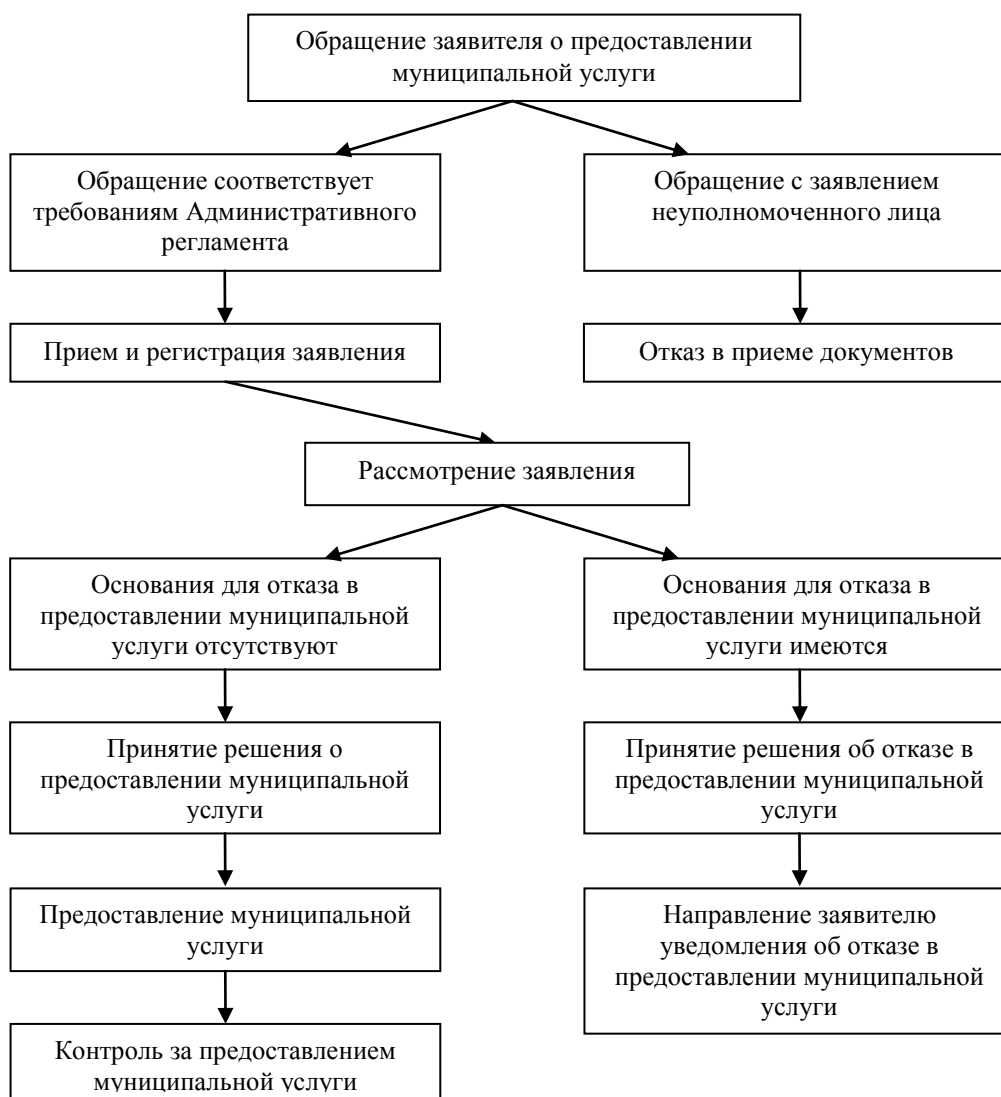 Обращение заявителя о предоставлении
муниципальной услуги
Обращение соответствует
требованиям Административного
регламента
Обращение с заявлением
неуполномоченного лица
Прием и регистрация заявления
Отказ в приеме документов
Рассмотрение заявления
Основания для отказа в
предоставлении муниципальной
услуги отсутствуют
Основания для отказа в
предоставлении муниципальной
услуги имеются
Принятие решения о
предоставлении муниципальной
услуги
Принятие решения об отказе в
предоставлении муниципальной
услуги
Предоставление муниципальной
услуги
Направление заявителю
уведомления об отказе в
предоставлении муниципальной
услуги
Контроль за предоставлением
муниципальной услуги